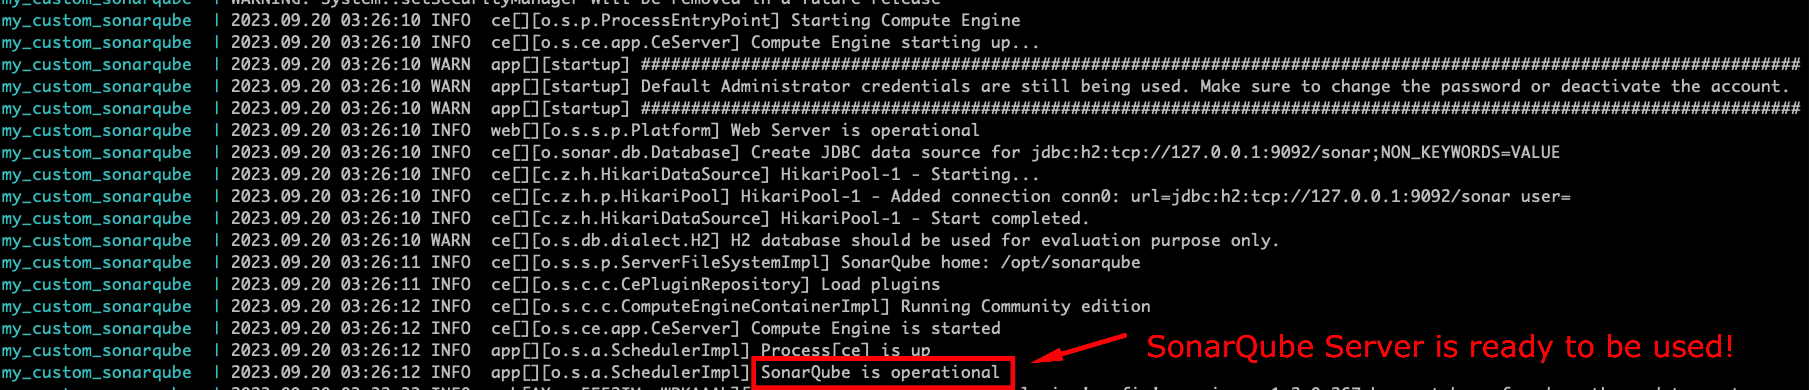 WARNING: System::setSecurityManager will be removed in a future release
my_custom_sonarqube | 2023.09.20 03:26:10 INFO ce[][o.s.p.ProcessEntryPoint] Starting Compute Engine
my_custom_sonarqube | 2023.09.20 03:26:10 INFO ce[][o.s.ce.app.CeServer] Compute Engine starting up...
my_custom_sonarqube | 2023.09.20 03:26:10 WARN app[][startup] ####################################################################################################################
my_custom_sonarqube | 2023.09.20 03:26:10 WARN app[][startup] Default Administrator credentials are still being used. Make sure to change the password or deactivate the account.
my_custom_sonarqube | 2023.09.20 03:26:10 WARN app[][startup] ####################################################################################################################
my_custom_sonarqube | 2023.09.20 03:26:10 INFO web[][o.s.s.p.Platform] Web Server is operational
my_custom_sonarqube | 2023.09.20 03:26:10 INFO ce[][o.sonar.db.Database] Create JDBC data source for jdbc:h2:tcp://127.0.0.1:9092/sonar;NON_KEYWORDS=VALUE
my_custom_sonarqube | 2023.09.20 03:26:10 INFO ce[][c.z.h.HikariDataSource] HikariPool-1 - Starting...
my_custom_sonarqube | 2023.09.20 03:26:10 INFO ce[][c.z.h.p.HikariPool] HikariPool-1 - Added connection conn0: url=jdbc:h2:tcp://127.0.0.1:9092/sonar user=
my_custom_sonarqube | 2023.09.20 03:26:10 INFO ce[][c.z.h.HikariDataSource] HikariPool-1 - Start completed.
my_custom_sonarqube | 2023.09.20 03:26:10 WARN ce[][o.s.db.dialect.H2] H2 database should be used for evaluation purpose only.
my_custom_sonarqube | 2023.09.20 03:26:11 INFO ce[][o.s.s.p.ServerFileSystemImpl] SonarQube home: /opt/sonarqube
my_custom_sonarqube | 2023.09.20 03:26:11 INFO ce[][o.s.c.c.CePluginRepository] Load plugins
my_custom_sonarqube | 2023.09.20 03:26:12 INFO ce[][o.s.c.c.ComputeEngineContainerImpl] Running Community edition
my_custom_sonarqube | 2023.09.20 03:26:12 INFO ce[][o.s.ce.app.CeServer] Compute Engine is started
my_custom_sonarqube | 2023.09.20 03:26:12 INFO app[][o.s.a.SchedulerImpl] Process[ce] is up
SonarQube Server is ready to be used!
my_custom_sonarqube | 2023.09.20 03:26:12 INFO app[][o.s.a.SchedulerImpl] SonarQube is operational